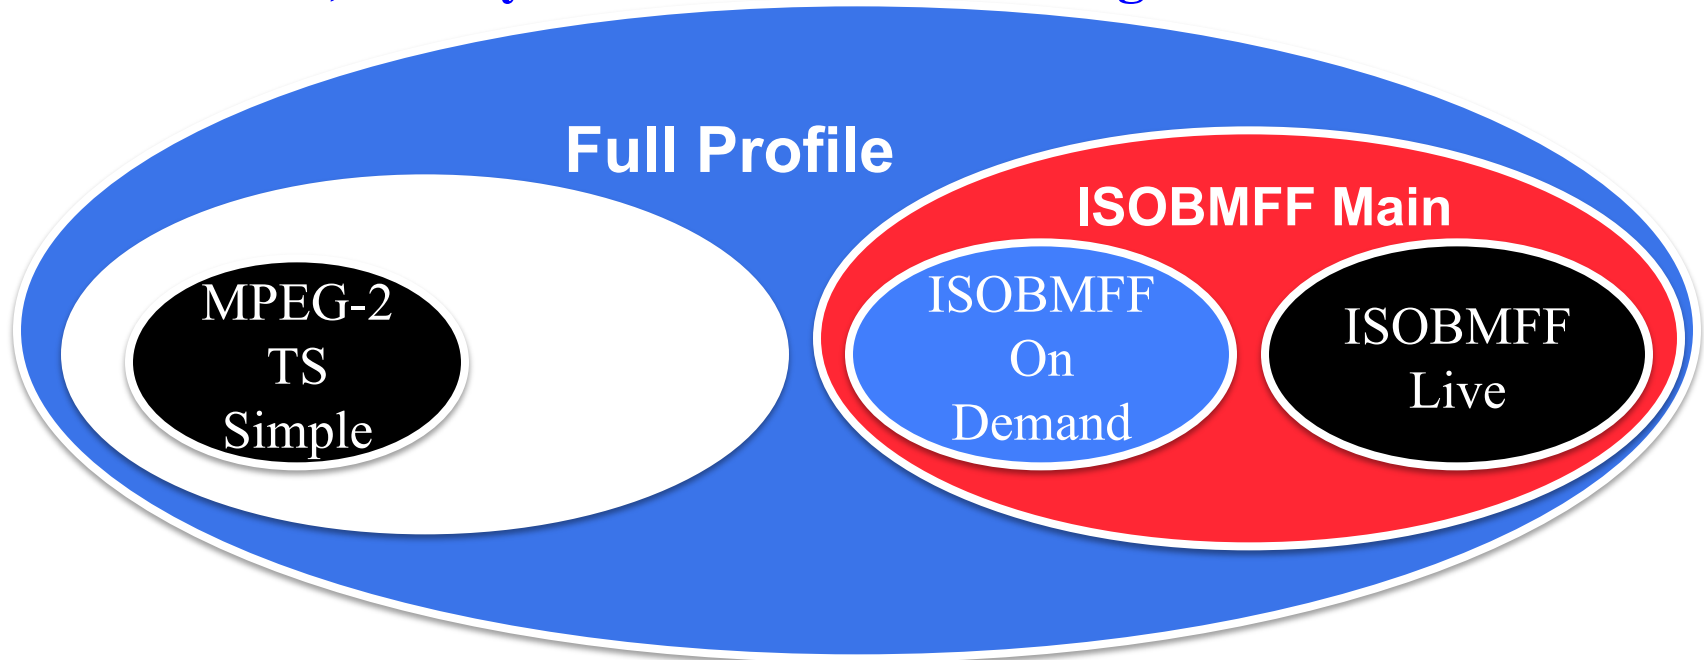 Full Profile
ISOBMFF Main
MPEG-2
TS
Simple
ISOBMFF
On
Demand
ISOBMFF
Live